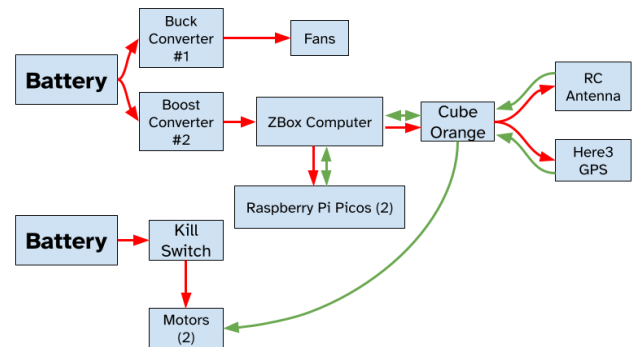 Buck
Converter
#1
Fans
Battery
Boost
Converter
#2
ZBox Computer
Cube
Orange
RC
Antenna
Here3
GPS
Raspberry Pi Picos (2)
Battery
Kill
Switch
Motors
(2)